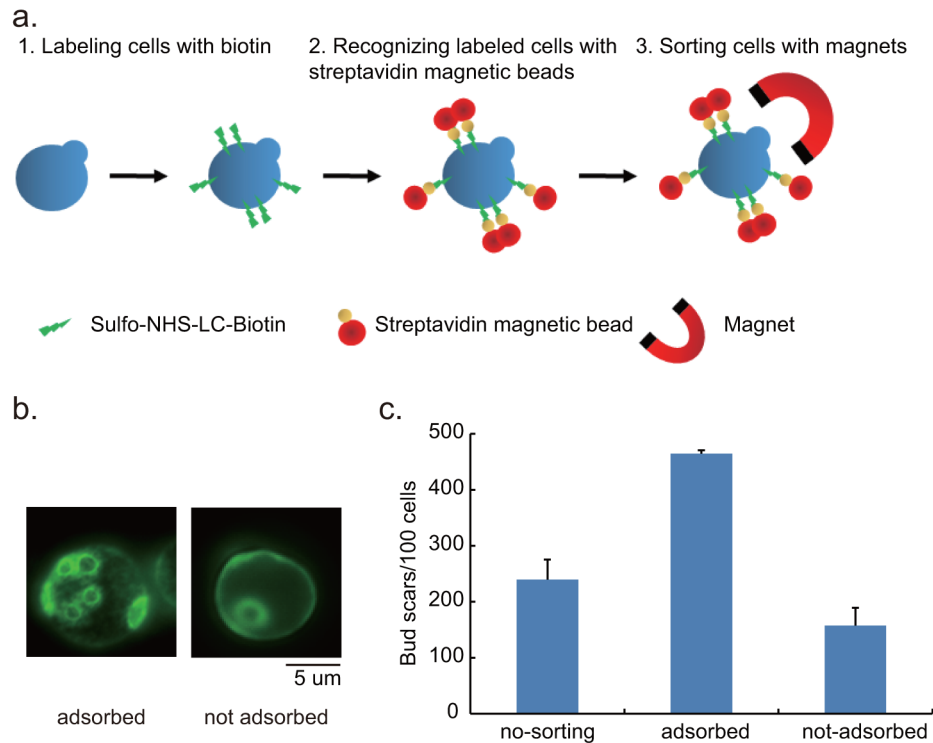 a.
1. Labeling cells with biotin
2. Recognizing labeled cells with
streptavidin magnetic beads
3. Sorting cells with magnets
Sulfo-NHS-LC-Biotin
Streptavidin magnetic bead
Magnet
b.
5 um
adsorbed
not adsorbed
c.
Bud scars/100 cells
500
400
300
200
100
0
no-sorting
adsorbed
not-adsorbed